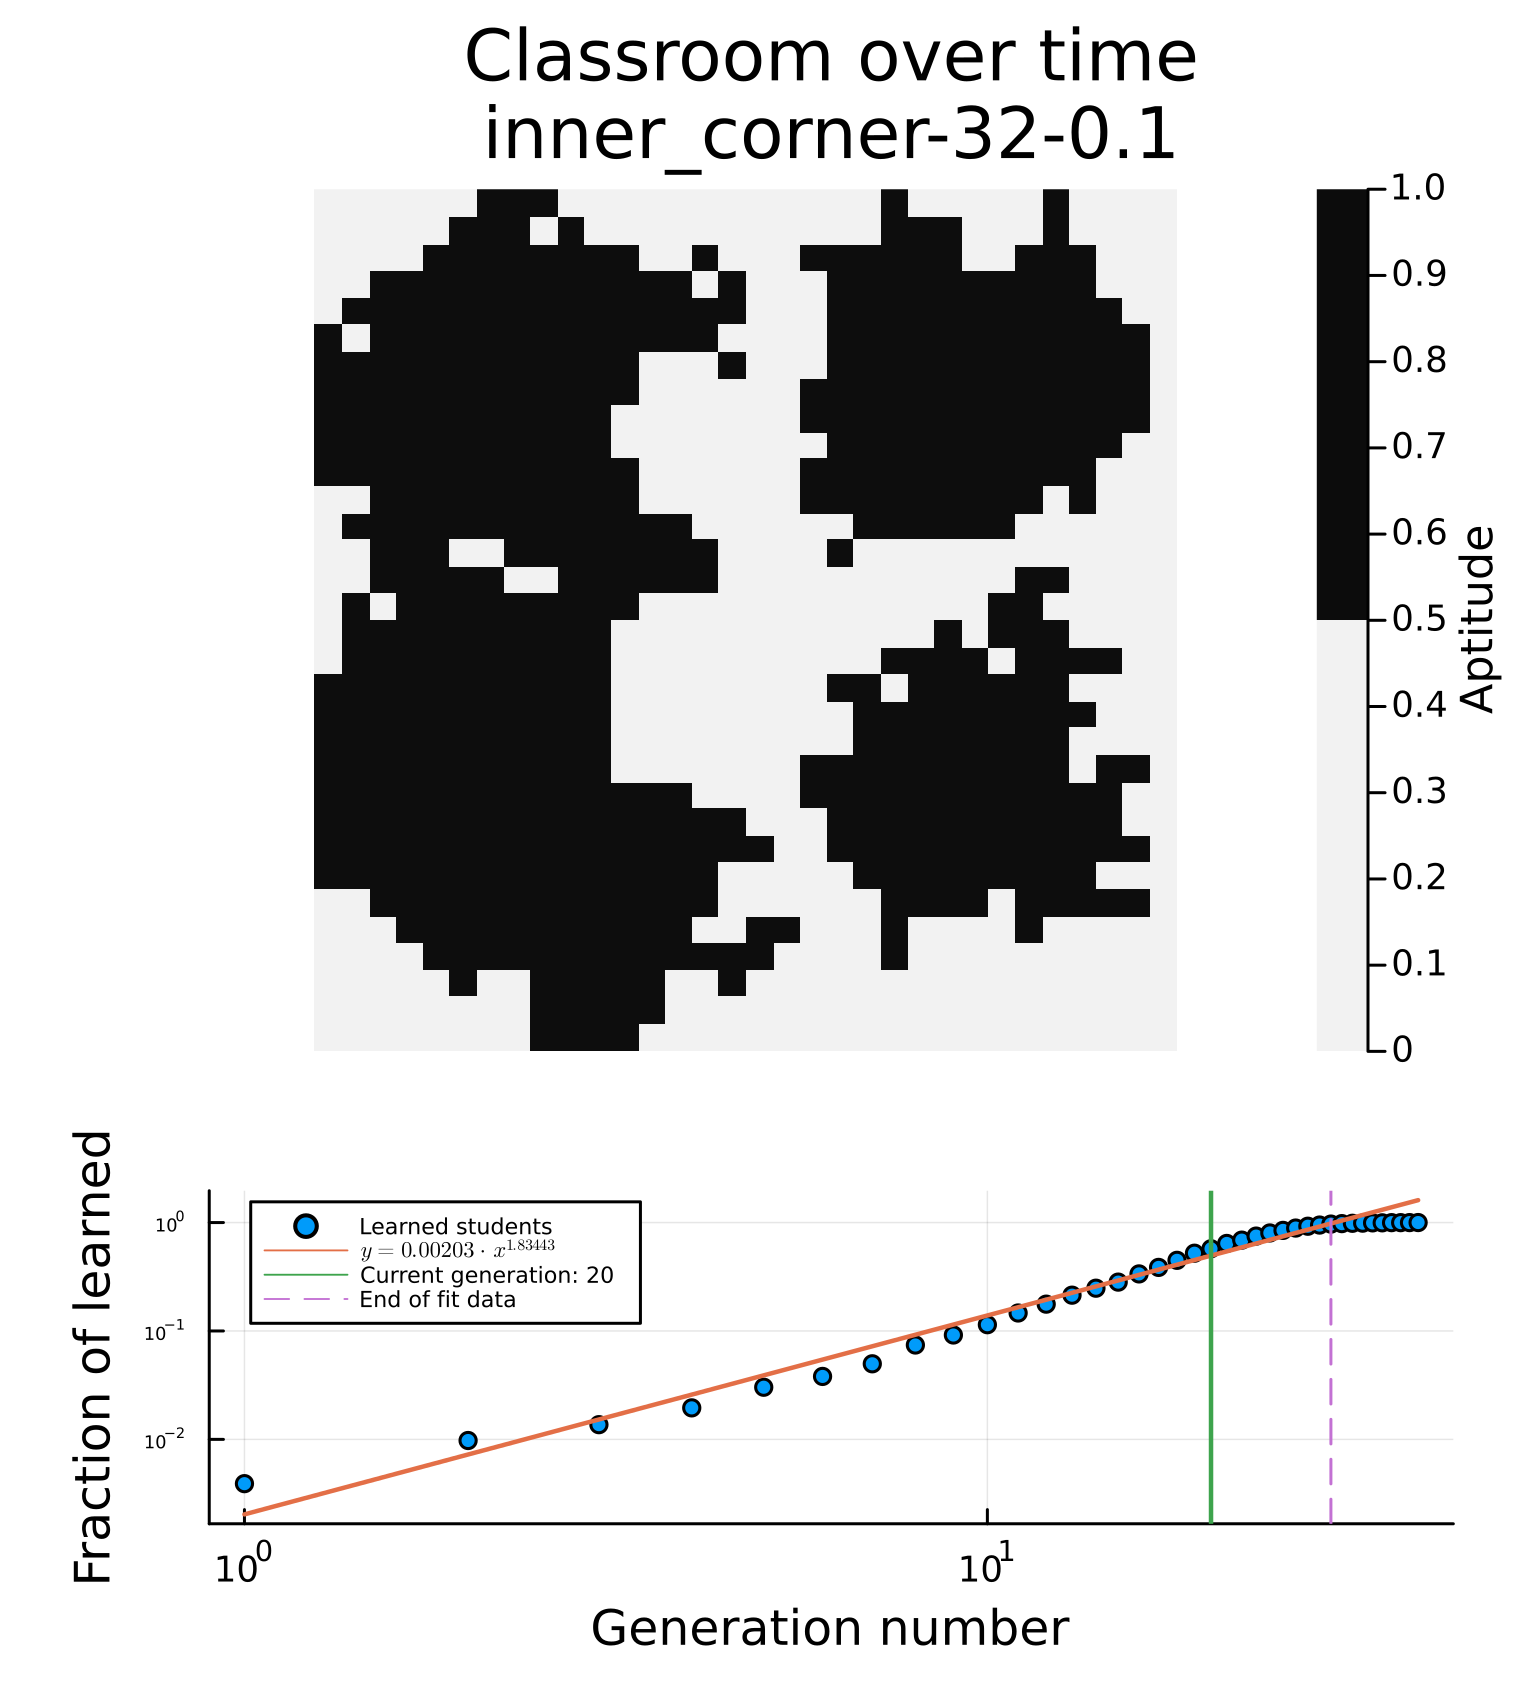 Classroom over time
inner_corner-32-0.1
1.0
0.9
0.8
0.7
0.6
0.5
0.4
0.3
0.2
0.1
0
Aptitude
Fraction of learned
10^0
10^-1
10^-2
Learned students
y = 0.00203 · x^1.83443
Current generation: 20
End of fit data
10^0
10^1
Generation number